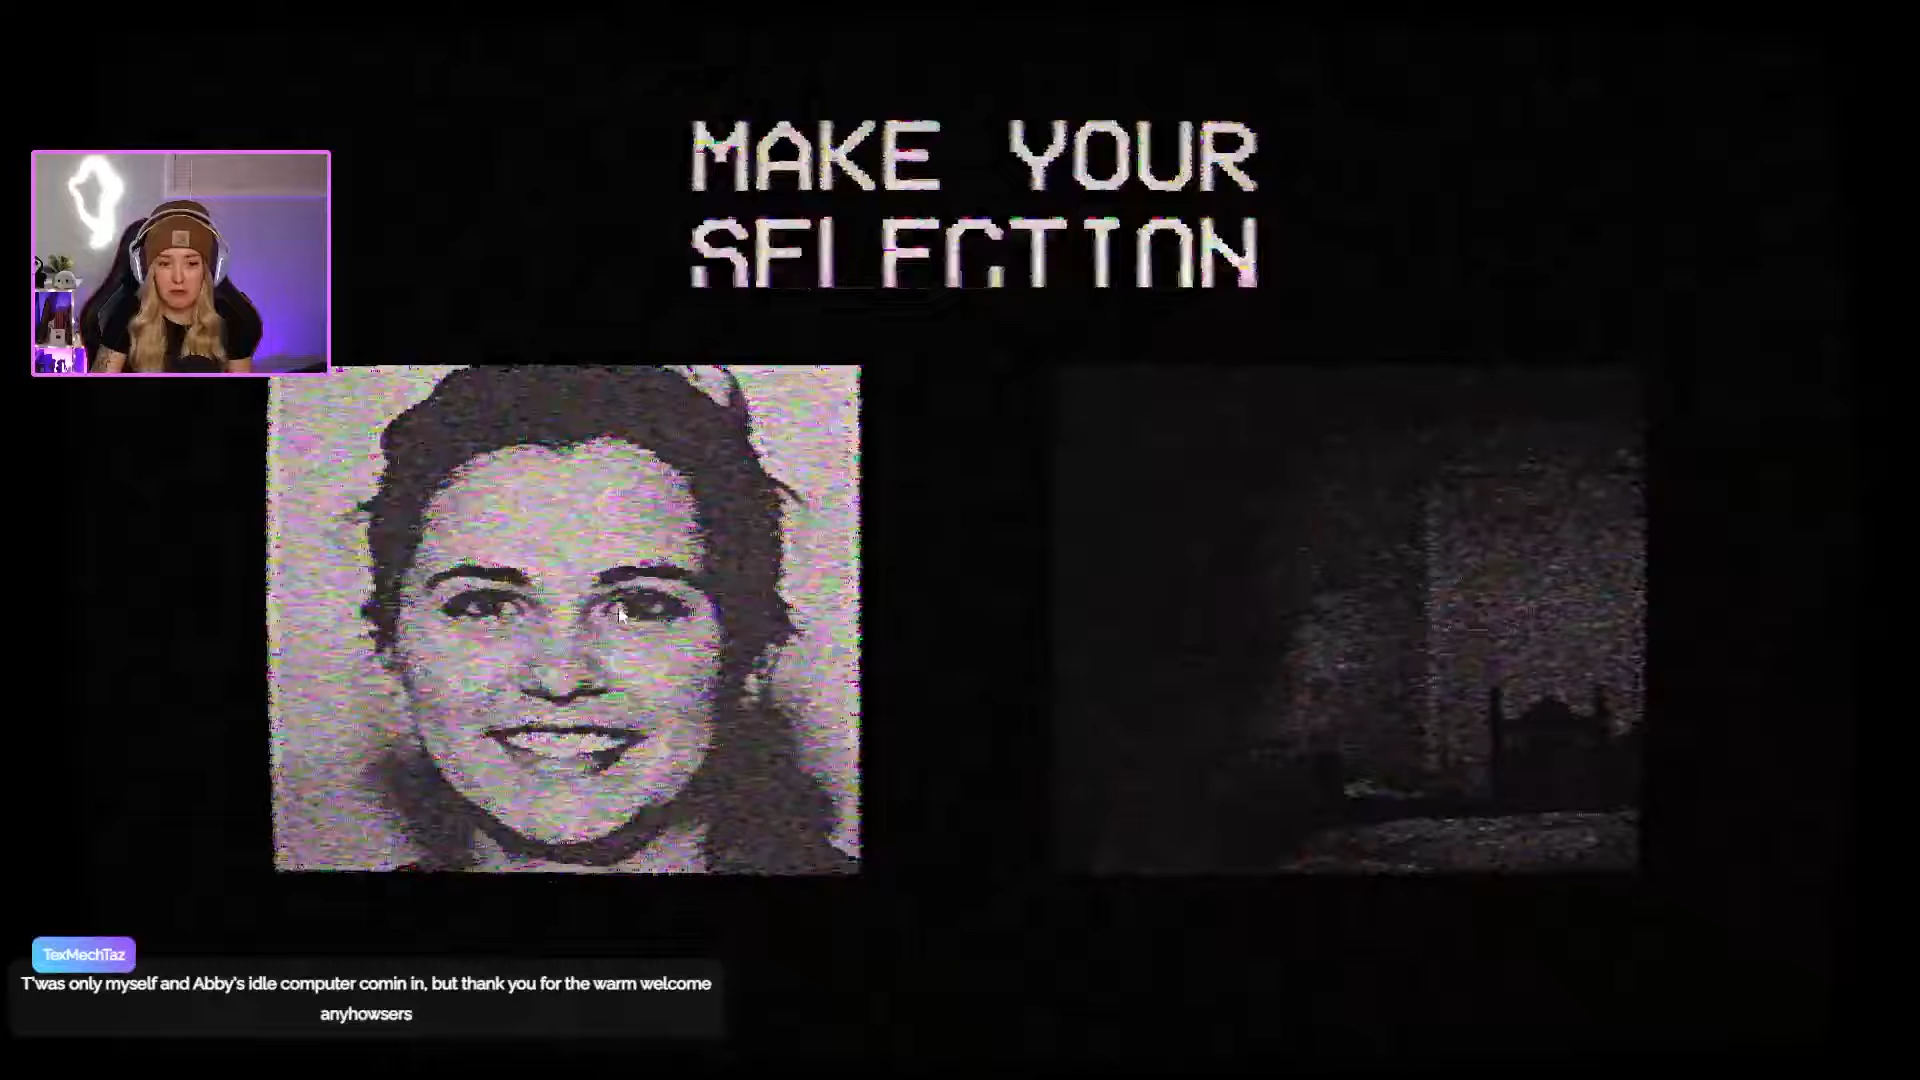 MAKE YOUR
SELECTION
TexMechTaz
T'was only myself and Abby's idle computer comin in, but thank you for the warm welcome
anyhowsers